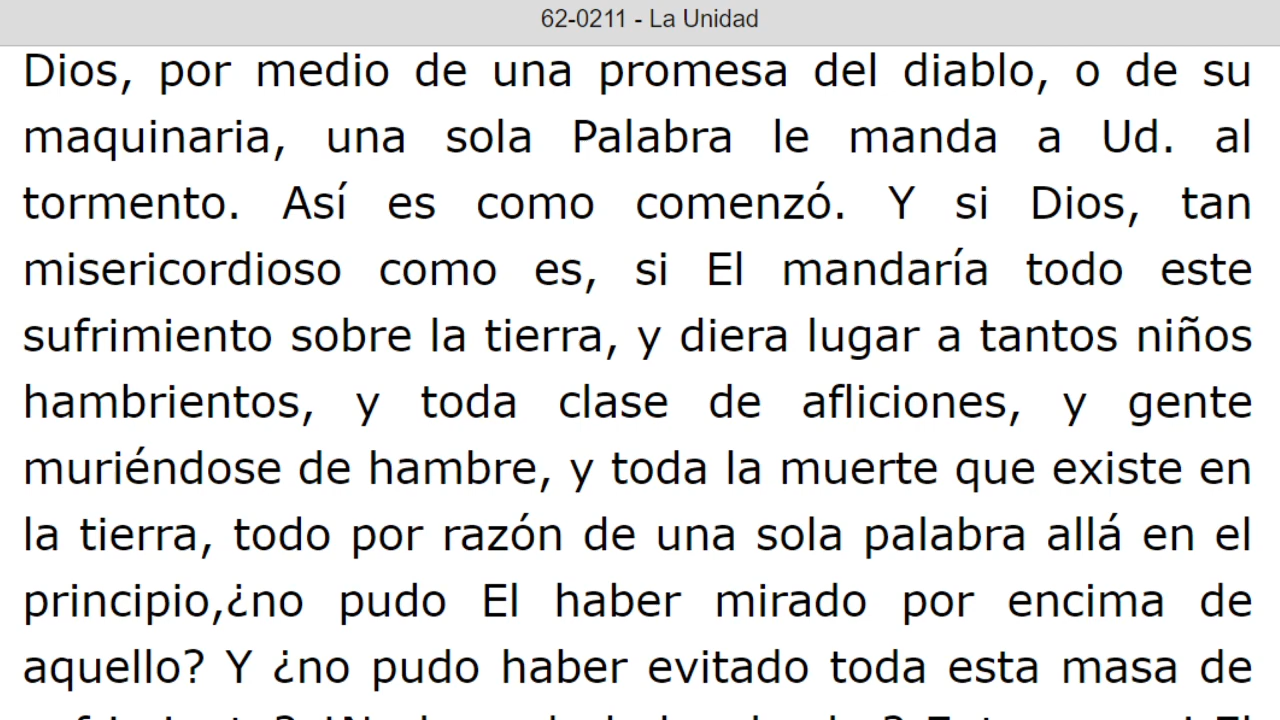 62-0211 - La Unidad
Dios, por medio de una promesa del diablo, o de su
maquinaria, una sola Palabra le manda a Ud. al
tormento. Así es como comenzó. Y si Dios, tan
misericordioso como es, si El mandaría todo este
sufrimiento sobre la tierra, y diera lugar a tantos niños
hambrientos, y toda clase de afliciones, y gente
muriéndose de hambre, y toda la muerte que existe en
la tierra, todo por razón de una sola palabra allá en el
principio,¿no pudo El haber mirado por encima de
aquello? Y ¿no pudo haber evitado toda esta masa de